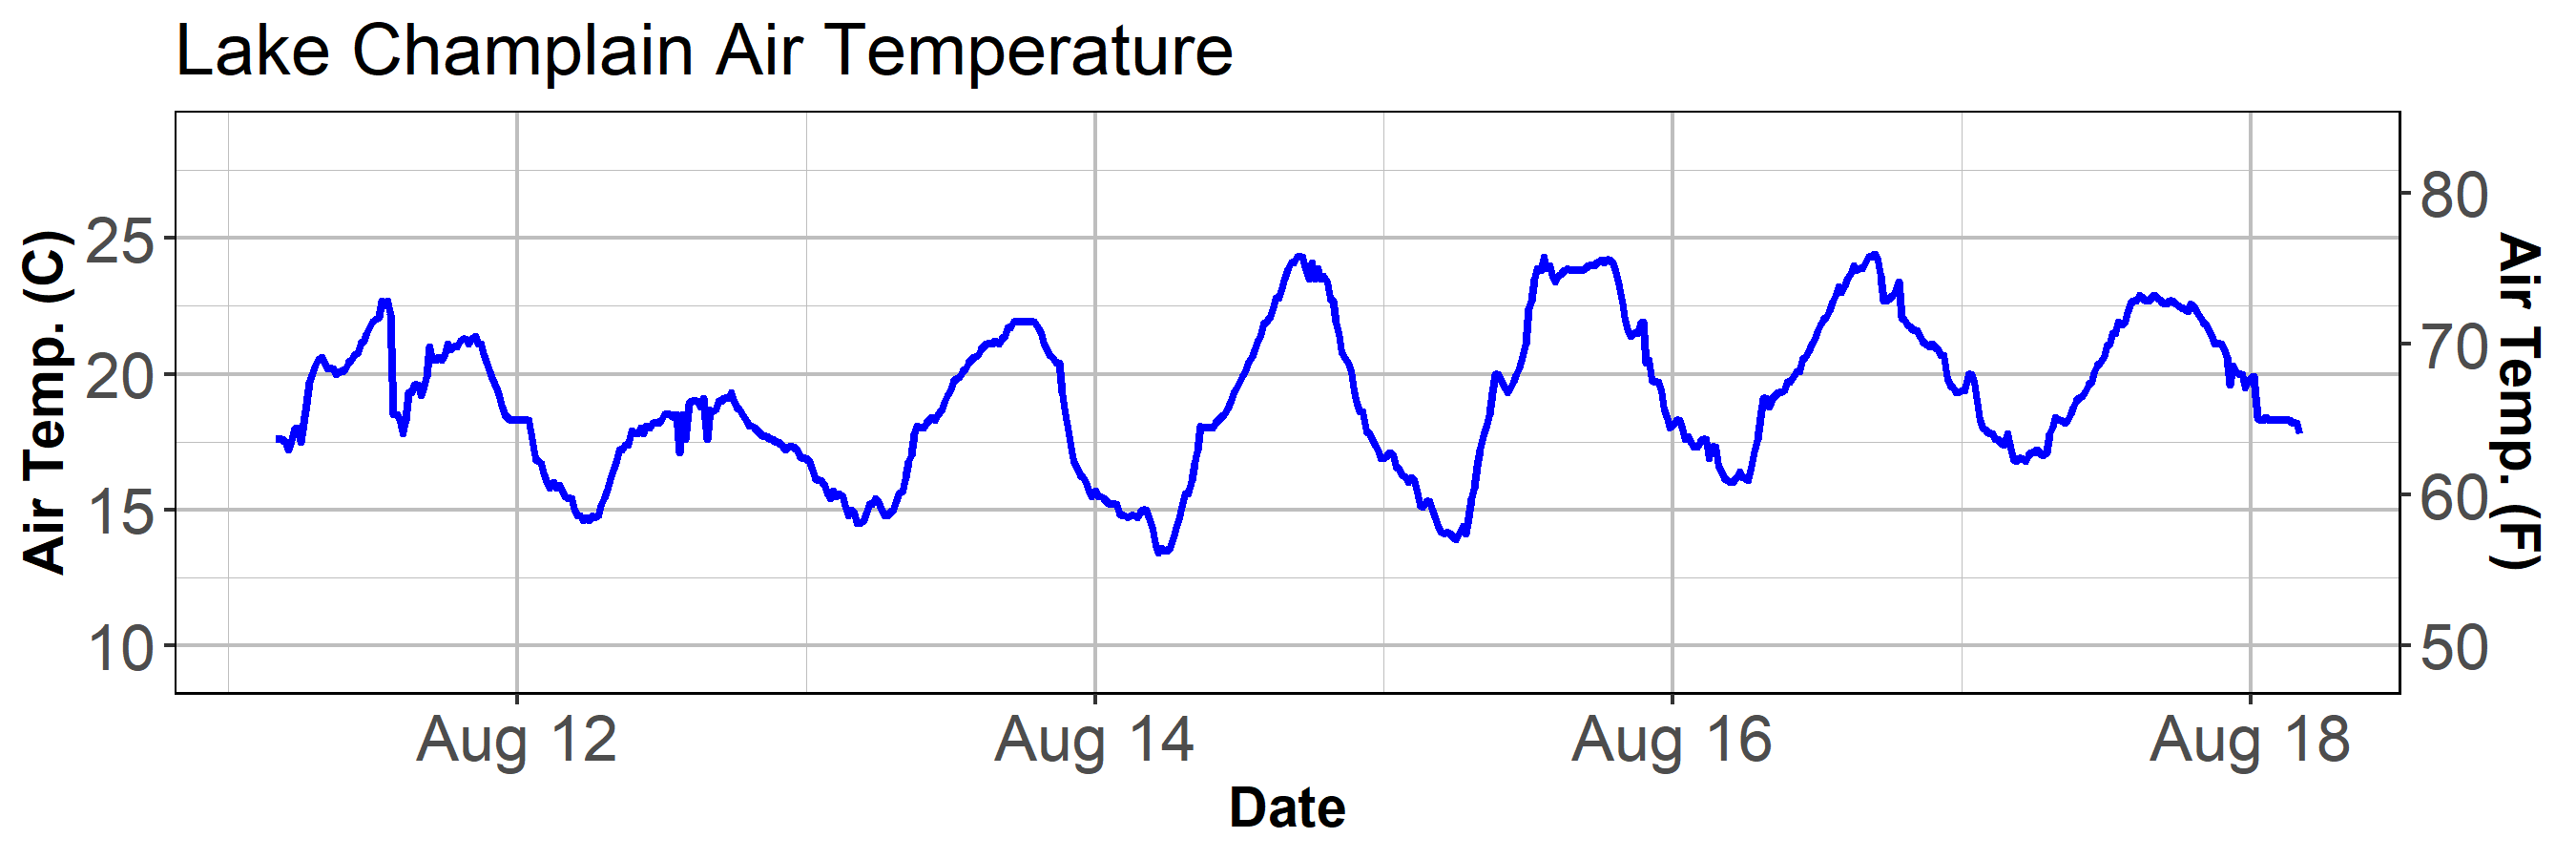 Lake Champlain Air Temperature
Air Temp. (C)
25
20
15
10
80
70
60
50
Air Temp. (F)
Aug 12
Aug 14
Aug 16
Aug 18
Date